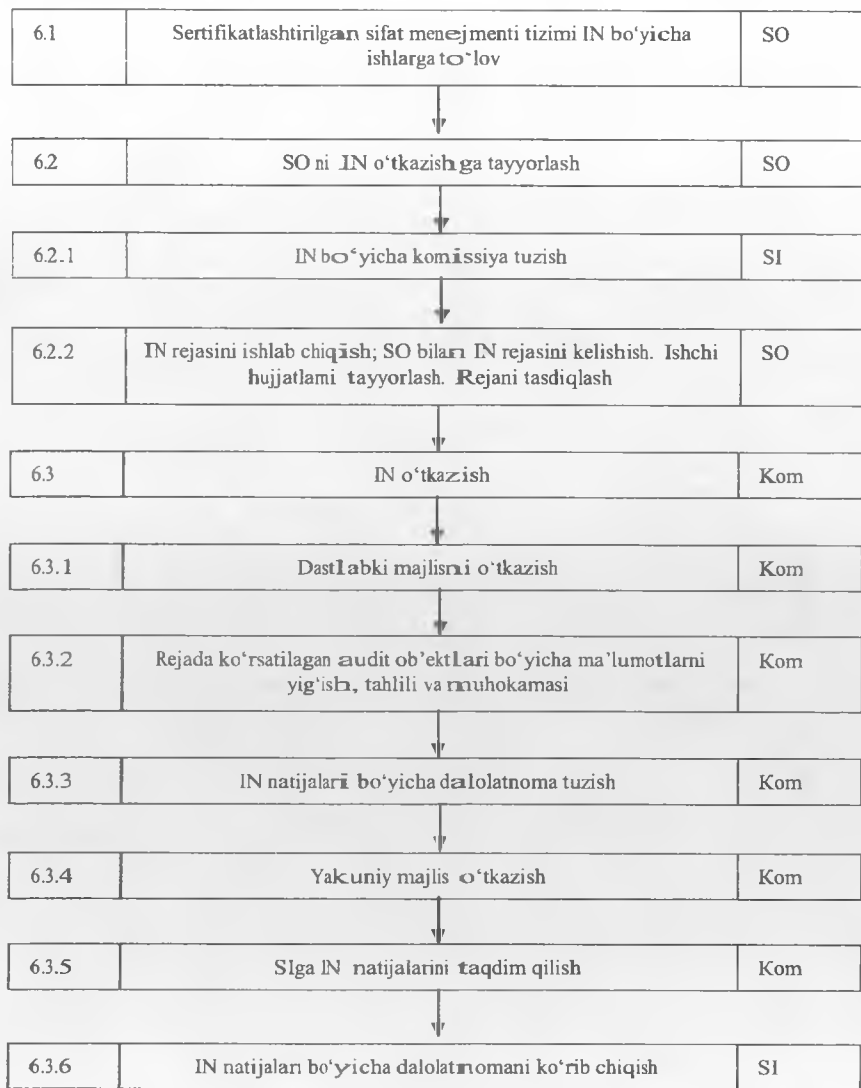 6.1 Sertifikatlashtirilgan sifat menejmenti tizimi IN bo‘yicha SO
ishlarga to‘lov
6.2 SO ni IN o‘tkazish ga tayyorlash SO
6.2.1 IN bo‘yicha komissiya tuzish SI
6.2.2 IN rejasini ishlab chiqish; SO bilan IN rejasini kelishish. Ishchi SO
hujjatlami tayyorlash. Rejani tasdiqlash
6.3 IN o‘tkazish Kom
6.3.1 Dastlabki majlisni o‘tkazish Kom
6.3.2 Rejada ko‘rsatilagan audit ob’ektlari bo‘yicha ma’lumotlarni Kom
yig‘ish, tahlili va muhokamasi
6.3.3 IN natijalari bo‘yicha dalolatnoma tuzish Kom
6.3.4 Yakuniy majlis o‘tkazish Kom
6.3.5 SIga IN natijalarini taqdim qilish Kom
6.3.6 IN natijalari bo‘yicha dalolatnomani ko‘rib chiqish SI